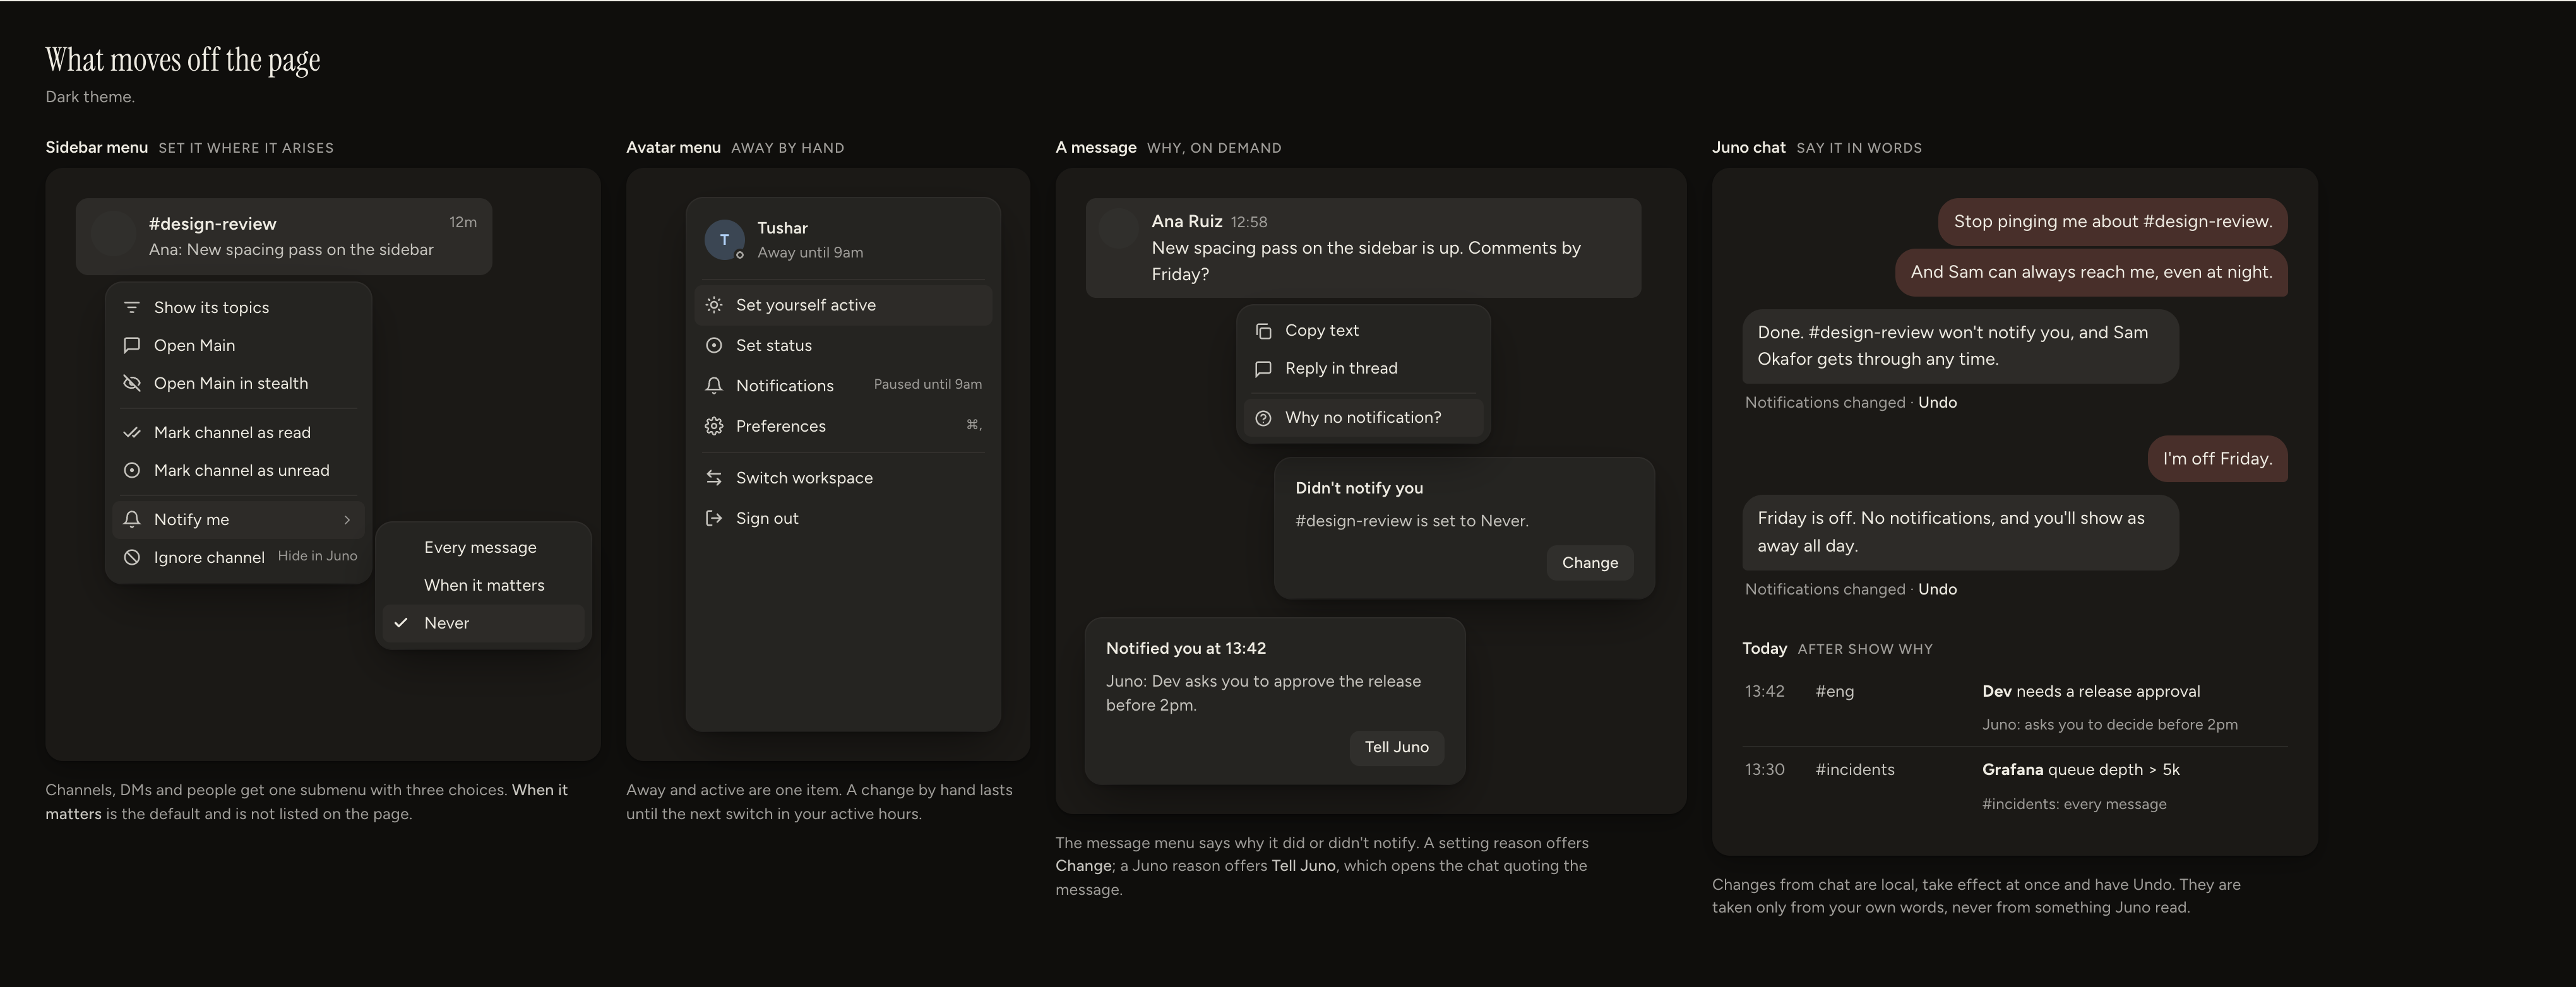 What moves off the page
Dark theme.
Sidebar menu SET IT WHERE IT ARISES
#design-review 12m
Ana: New spacing pass on the sidebar
Show its topics
Open Main
Open Main in stealth
Mark channel as read
Mark channel as unread
Notify me
Ignore channel Hide in Juno
Every message
When it matters
Never
Channels, DMs and people get one submenu with three choices. When it
matters is the default and is not listed on the page.
Avatar menu AWAY BY HAND
T
Tushar
Away until 9am
Set yourself active
Set status
Notifications Paused until 9am
Preferences ⌘,
Switch workspace
Sign out
Away and active are one item. A change by hand lasts
until the next switch in your active hours.
A message WHY, ON DEMAND
Ana Ruiz 12:58
New spacing pass on the sidebar is up. Comments by
Friday?
Copy text
Reply in thread
Why no notification?
Didn't notify you
#design-review is set to Never.
Change
Notified you at 13:42
Juno: Dev asks you to approve the release
before 2pm.
Tell Juno
The message menu says why it did or didn't notify. A setting reason offers
Change; a Juno reason offers Tell Juno, which opens the chat quoting the
message.
Juno chat SAY IT IN WORDS
Stop pinging me about #design-review.
And Sam can always reach me, even at night.
Done. #design-review won't notify you, and Sam
Okafor gets through any time.
Notifications changed · Undo
I'm off Friday.
Friday is off. No notifications, and you'll show as
away all day.
Notifications changed · Undo
Today AFTER SHOW WHY
13:42 #eng Dev needs a release approval
Juno: asks you to decide before 2pm
13:30 #incidents Grafana queue depth > 5k
#incidents: every message
Changes from chat are local, take effect at once and have Undo. They are
taken only from your own words, never from something Juno read.